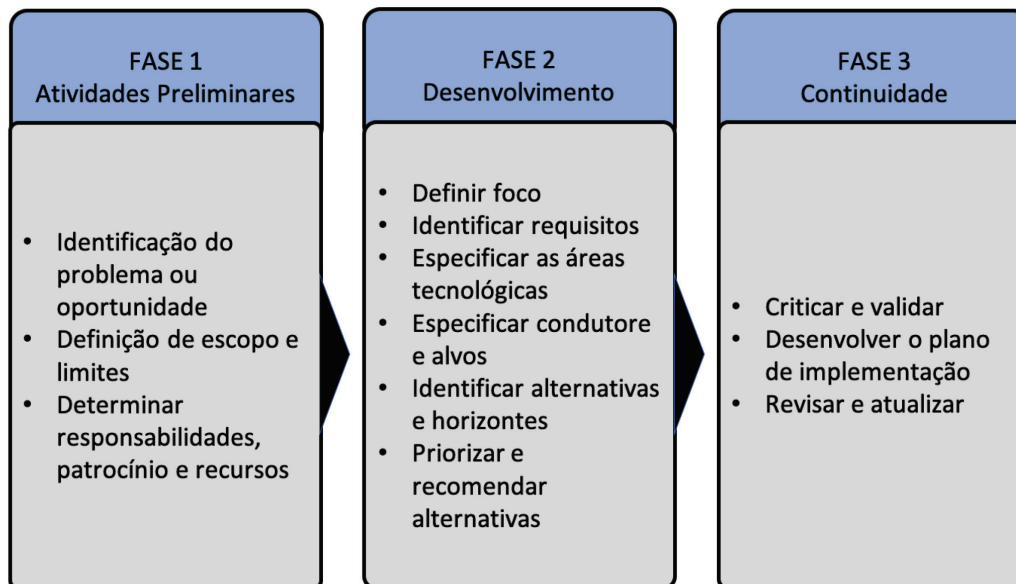 FASE 1
Atividades Preliminares
• Identificação do
problema ou
oportunidade
• Definição de escopo e
limites
• Determinar
responsabilidades,
patrocínio e recursos
FASE 2
Desenvolvimento
• Definir foco
• Identificar requisitos
• Especificar as áreas
tecnológicas
• Especificar condutore
e alvos
• Identificar alternativas
e horizontes
• Priorizar e
recomendar
alternativas
FASE 3
Continuidade
• Criticar e validar
• Desenvolver o plano
de implementação
• Revisar e atualizar